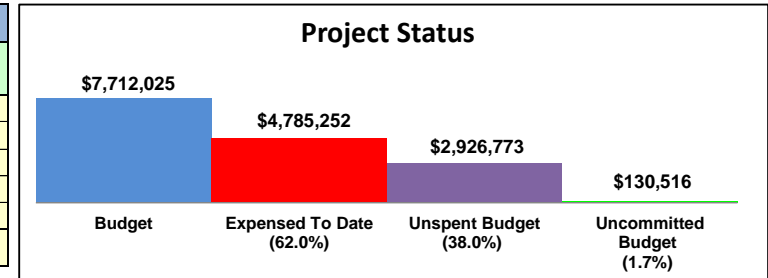 Project Status
$7,712,025
$4,785,252
$2,926,773
$130,516
Budget
Expensed To Date
(62.0%)
Unspent Budget
(38.0%)
Uncommitted
Budget
(1.7%)